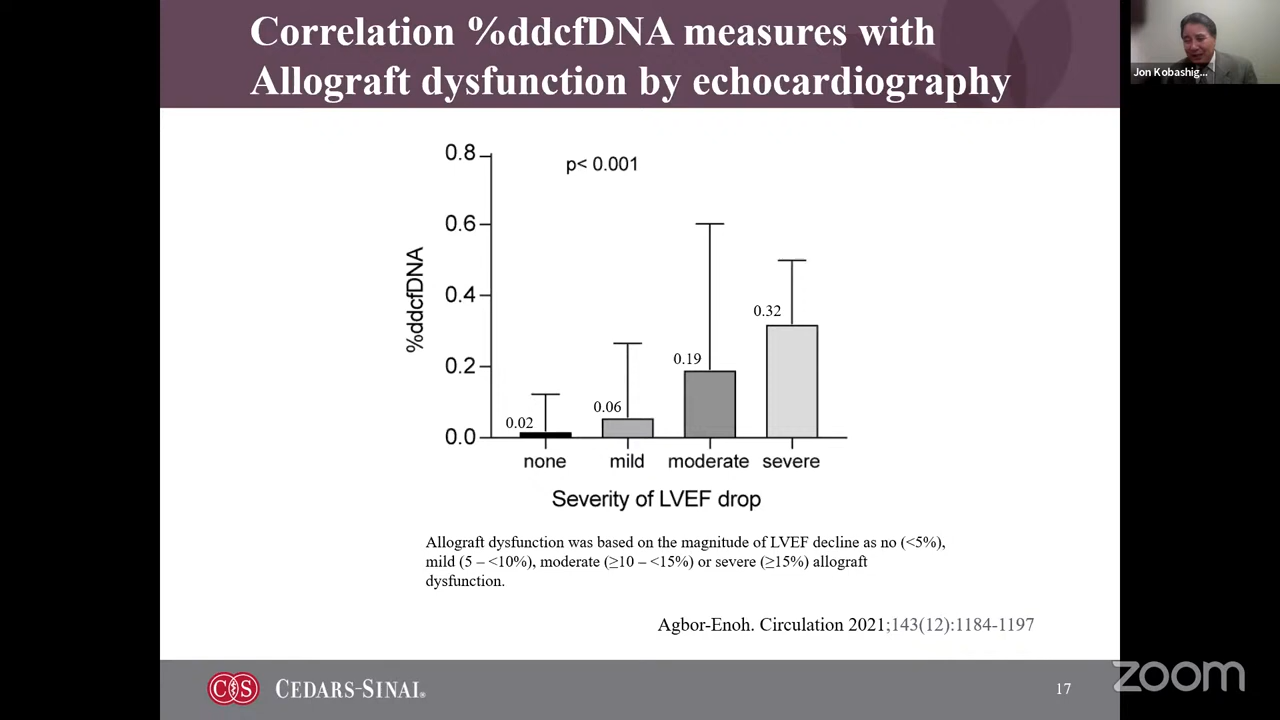 Correlation %ddcfDNA measures with
Allograft dysfunction by echocardiography
Jon Kobashig...
p< 0.001
%ddcfDNA
0.8
0.6
0.4
0.2
0.0
0.02
0.06
0.19
0.32
none mild moderate severe
Severity of LVEF drop
Allograft dysfunction was based on the magnitude of LVEF decline as no (<5%),
mild (5 – <10%), moderate (≥10 – <15%) or severe (≥15%) allograft
dysfunction.
Agbor-Enoh. Circulation 2021;143(12):1184-1197
CEDARS-SINAI®
17
zoom